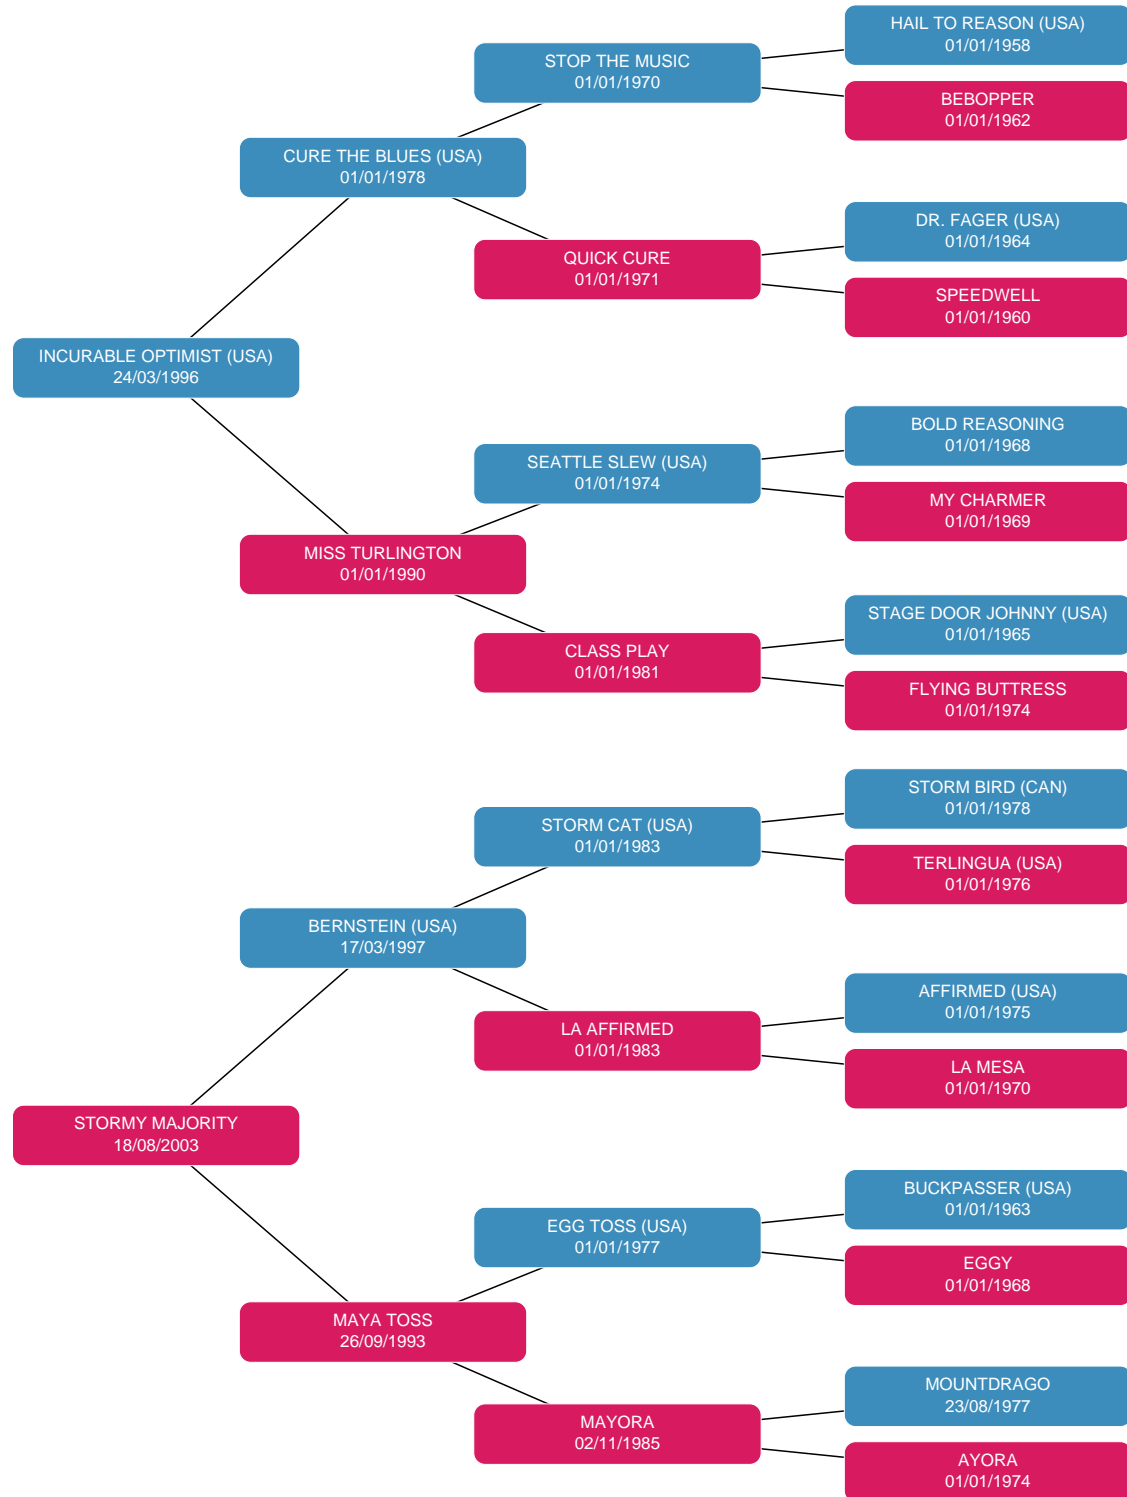 HAIL TO REASON (USA)
01/01/1958
STOP THE MUSIC
01/01/1970
BEBOPPER
01/01/1962
CURE THE BLUES (USA)
01/01/1978
DR. FAGER (USA)
01/01/1964
QUICK CURE
01/01/1971
SPEEDWELL
01/01/1960
INCURABLE OPTIMIST (USA)
24/03/1996
BOLD REASONING
01/01/1968
SEATTLE SLEW (USA)
01/01/1974
MY CHARMER
01/01/1969
MISS TURLINGTON
01/01/1990
STAGE DOOR JOHNNY (USA)
01/01/1965
CLASS PLAY
01/01/1981
FLYING BUTTRESS
01/01/1974
STORM BIRD (CAN)
01/01/1978
STORM CAT (USA)
01/01/1983
TERLINGUA (USA)
01/01/1976
BERNSTEIN (USA)
17/03/1997
AFFIRMED (USA)
01/01/1975
LA AFFIRMED
01/01/1983
LA MESA
01/01/1970
STORMY MAJORITY
18/08/2003
BUCKPASSER (USA)
01/01/1963
EGG TOSS (USA)
01/01/1977
EGGY
01/01/1968
MAYA TOSS
26/09/1993
MOUNTDRAGO
23/08/1977
MAYORA
02/11/1985
AYORA
01/01/1974